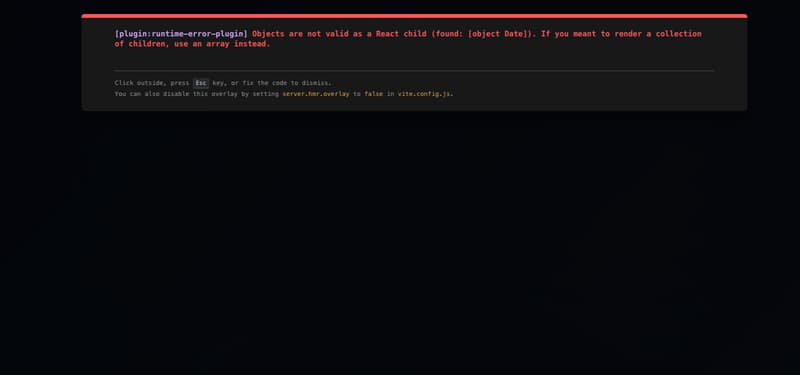 [plugin:runtime-error-plugin] Objects are not valid as a React child (found: [object Date]). If you meant to render a collection
of children, use an array instead.
Click outside, press Esc key, or fix the code to dismiss.
You can also disable this overlay by setting server.hmr.overlay to false in vite.config.js.